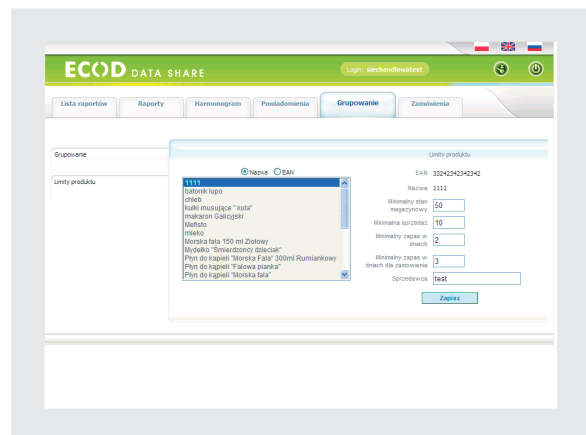 ECOD DATA SHARE
Login: siechandlowatest
Lista raportów Raporty Harmonogram Powiadomienia Grupowanie Zamówienia
Grupowanie
Limity produktu
Limity produktu
Nazwa EAN
1111
batonik lupo
chleb
kulki musujące " kula"
makaron Galicyjski
Mefisto
mleko
Morska fala 150 ml Ziołowy
Mydełko "Śmierdzoncy dzieciak"
Płyn do kąpieli "Morska Fala" 300ml Rumiankowy
Płyn do kąpieli "Falowa pianka"
Płyn do kąpieli "Morska fala"
EAN 33242342342342
Nazwa 1111
Minimalny stan
magazynowy 50
Minimalna sprzedaż 10
Minimalny zapas w
dniach 2
Minimalny zapas w
dniach dla zamowienia 3
Sprzedawca test
Zapisz